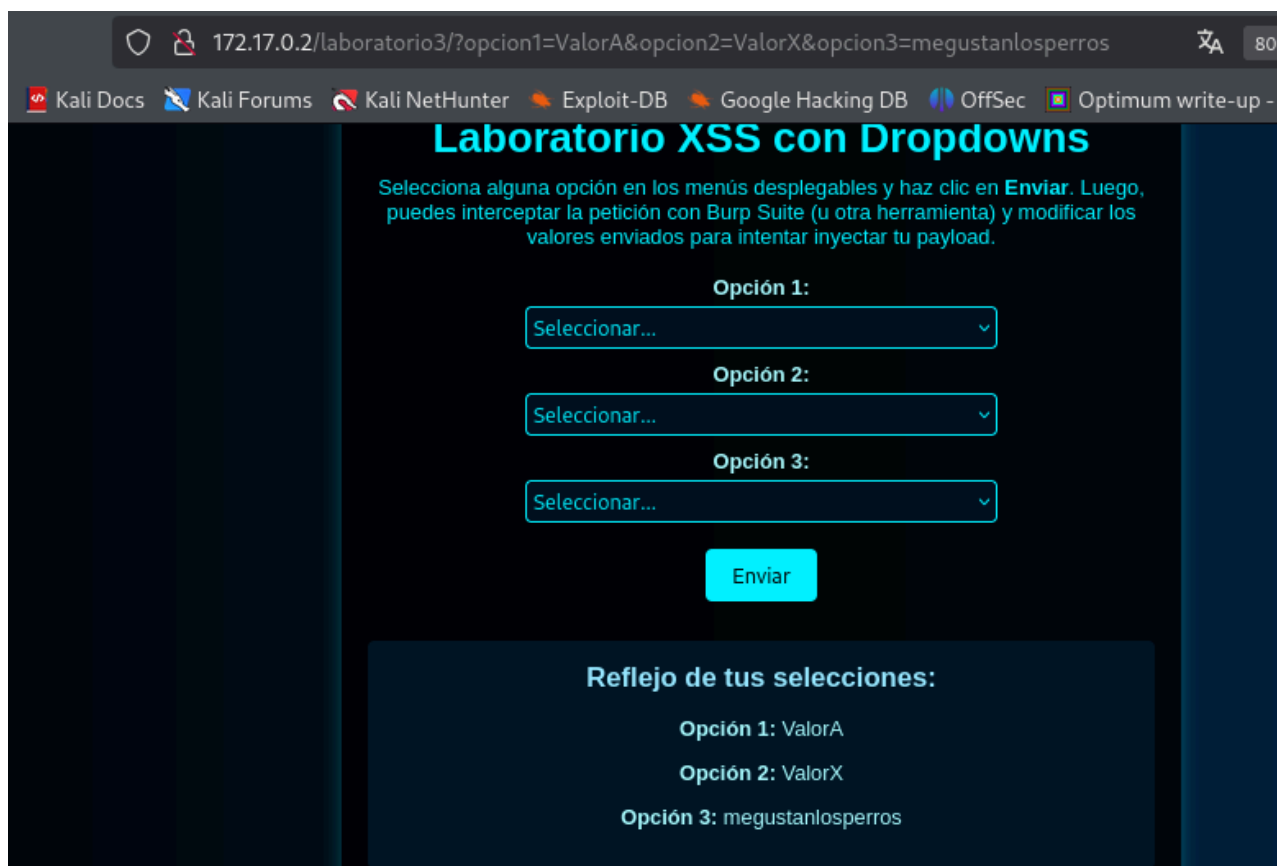 172.17.0.2/laboratorio3/?opcion1=ValorA&opcion2=ValorX&opcion3=megustanlosperros 80
Kali Docs Kali Forums Kali NetHunter Exploit-DB Google Hacking DB OffSec Optimum write-up -
Laboratorio XSS con Dropdowns
Selecciona alguna opción en los menús desplegables y haz clic en Enviar. Luego,
puedes interceptar la petición con Burp Suite (u otra herramienta) y modificar los
valores enviados para intentar inyectar tu payload.
Opción 1:
Seleccionar...
Opción 2:
Seleccionar...
Opción 3:
Seleccionar...
Enviar
Reflejo de tus selecciones:
Opción 1: ValorA
Opción 2: ValorX
Opción 3: megustanlosperros